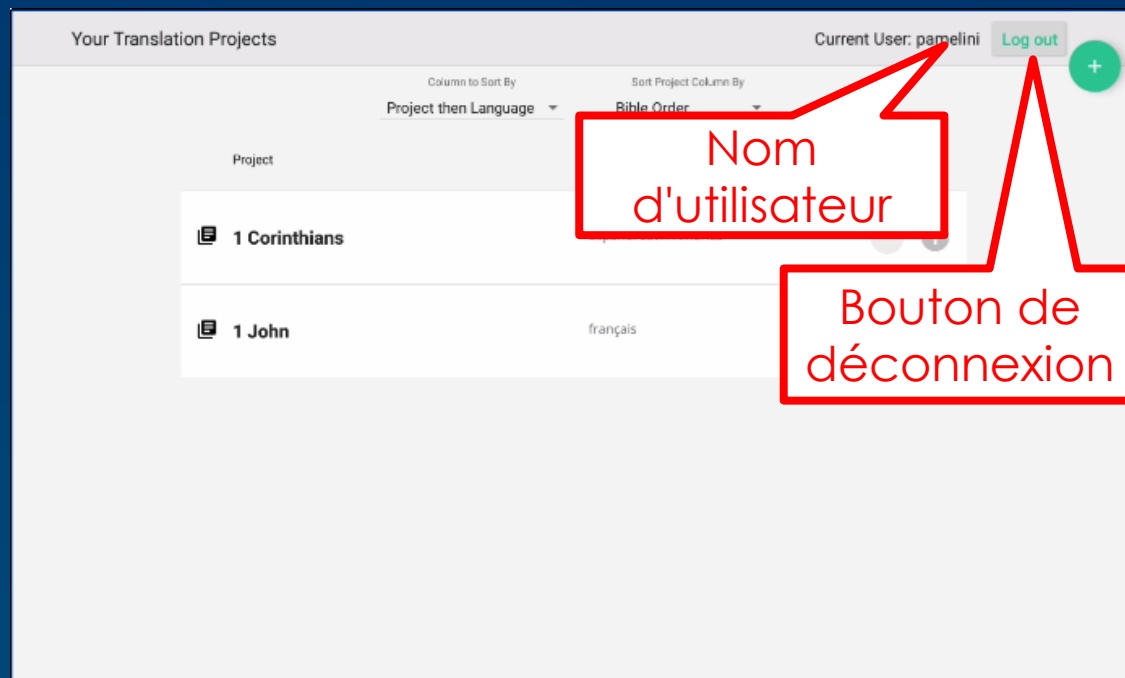 Your Translation Projects Current User: pamelini Log out
+
Column to Sort By Sort Project Column By
Project then Language Bible Order
Project
Nom
d'utilisateur
1 Corinthians
1 John français
Bouton de
déconnexion